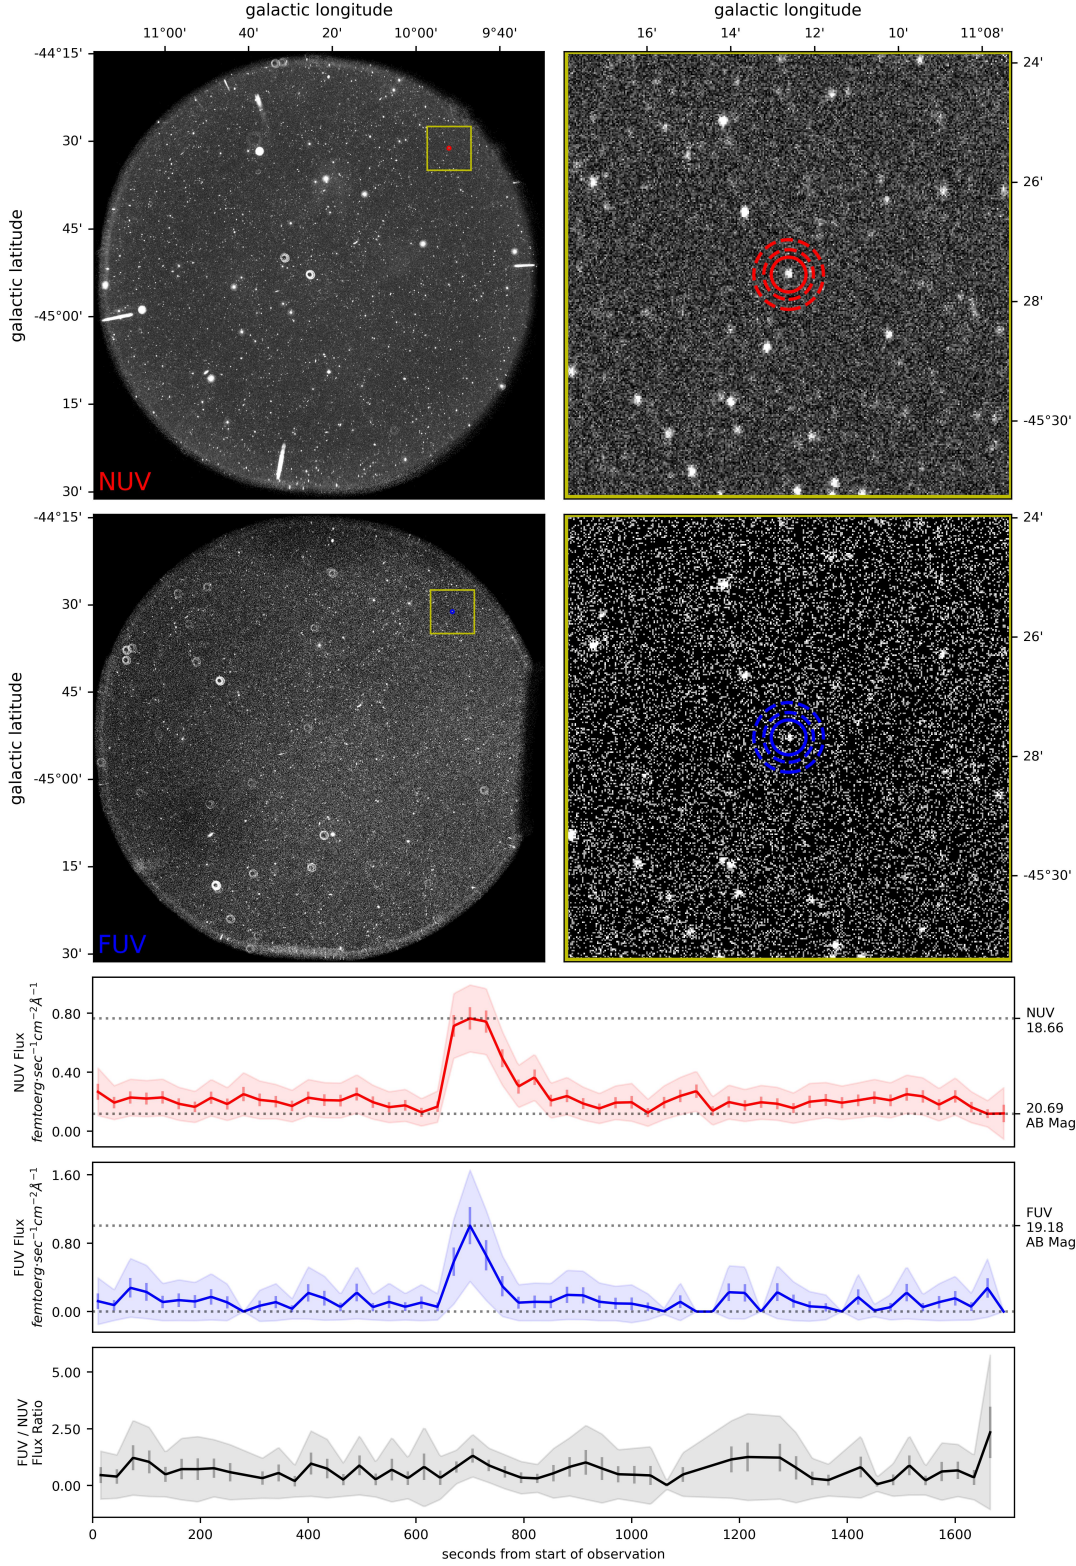 galactic longitude galactic longitude
11°00' 40' 20' 10°00' 9°40' 16' 14' 12' 10' 11°08'
-44°15'
30'
45'
-45°00'
15'
30'
galactic latitude
NUV
24'
26'
28'
-45°30'
-44°15'
30'
45'
-45°00'
15'
30'
galactic latitude
FUV
24'
26'
28'
-45°30'
NUV Flux
femtoerg·sec⁻¹cm⁻²Å⁻¹
0.80
0.40
0.00
NUV
18.66
20.69
AB Mag
FUV Flux
femtoerg·sec⁻¹cm⁻²Å⁻¹
1.60
0.80
0.00
FUV
19.18
AB Mag
FUV / NUV
Flux Ratio
5.00
2.50
0.00
0 200 400 600 800 1000 1200 1400 1600
seconds from start of observation